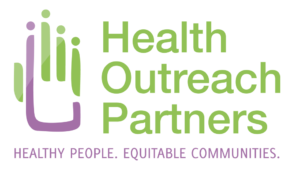 Health
Outreach
Partners
HEALTHY PEOPLE. EQUITABLE COMMUNITIES.